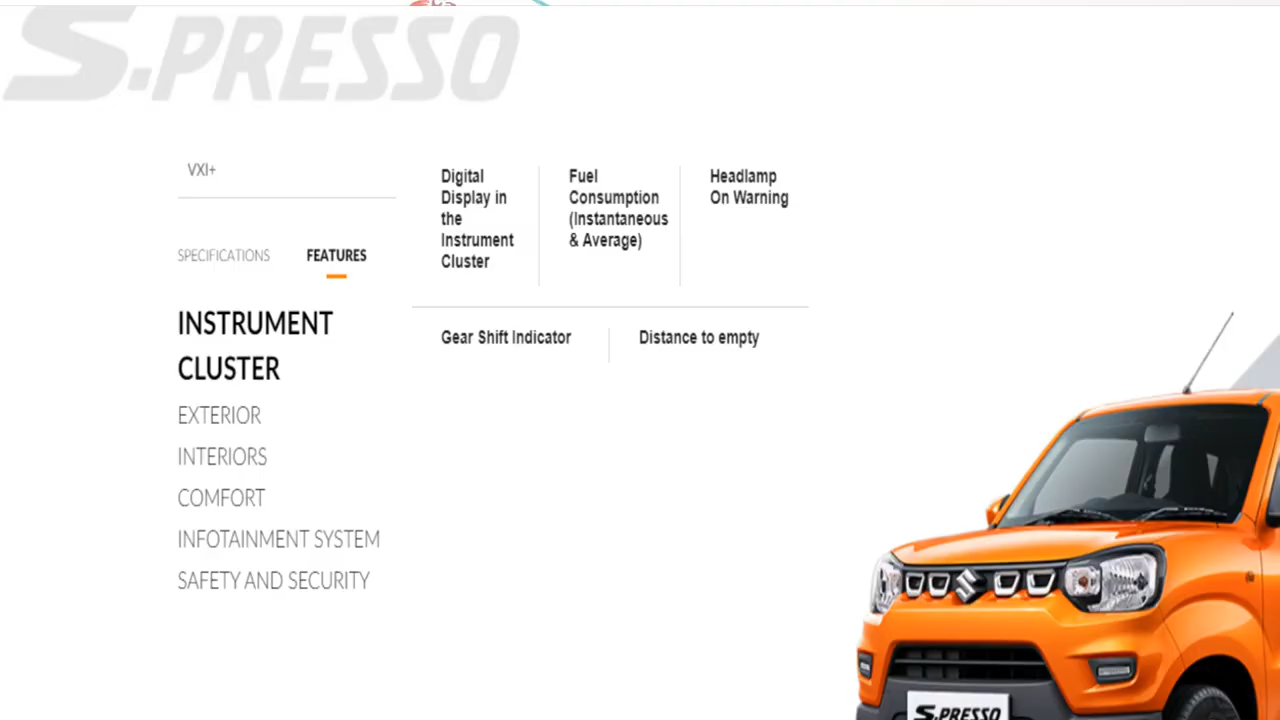 S.PRESSO
VXI+
SPECIFICATIONS
FEATURES
INSTRUMENT
CLUSTER
EXTERIOR
INTERIORS
COMFORT
INFOTAINMENT SYSTEM
SAFETY AND SECURITY
Digital
Display in
the
Instrument
Cluster
Fuel
Consumption
(Instantaneous
& Average)
Headlamp
On Warning
Gear Shift Indicator
Distance to empty
S.PRESSO